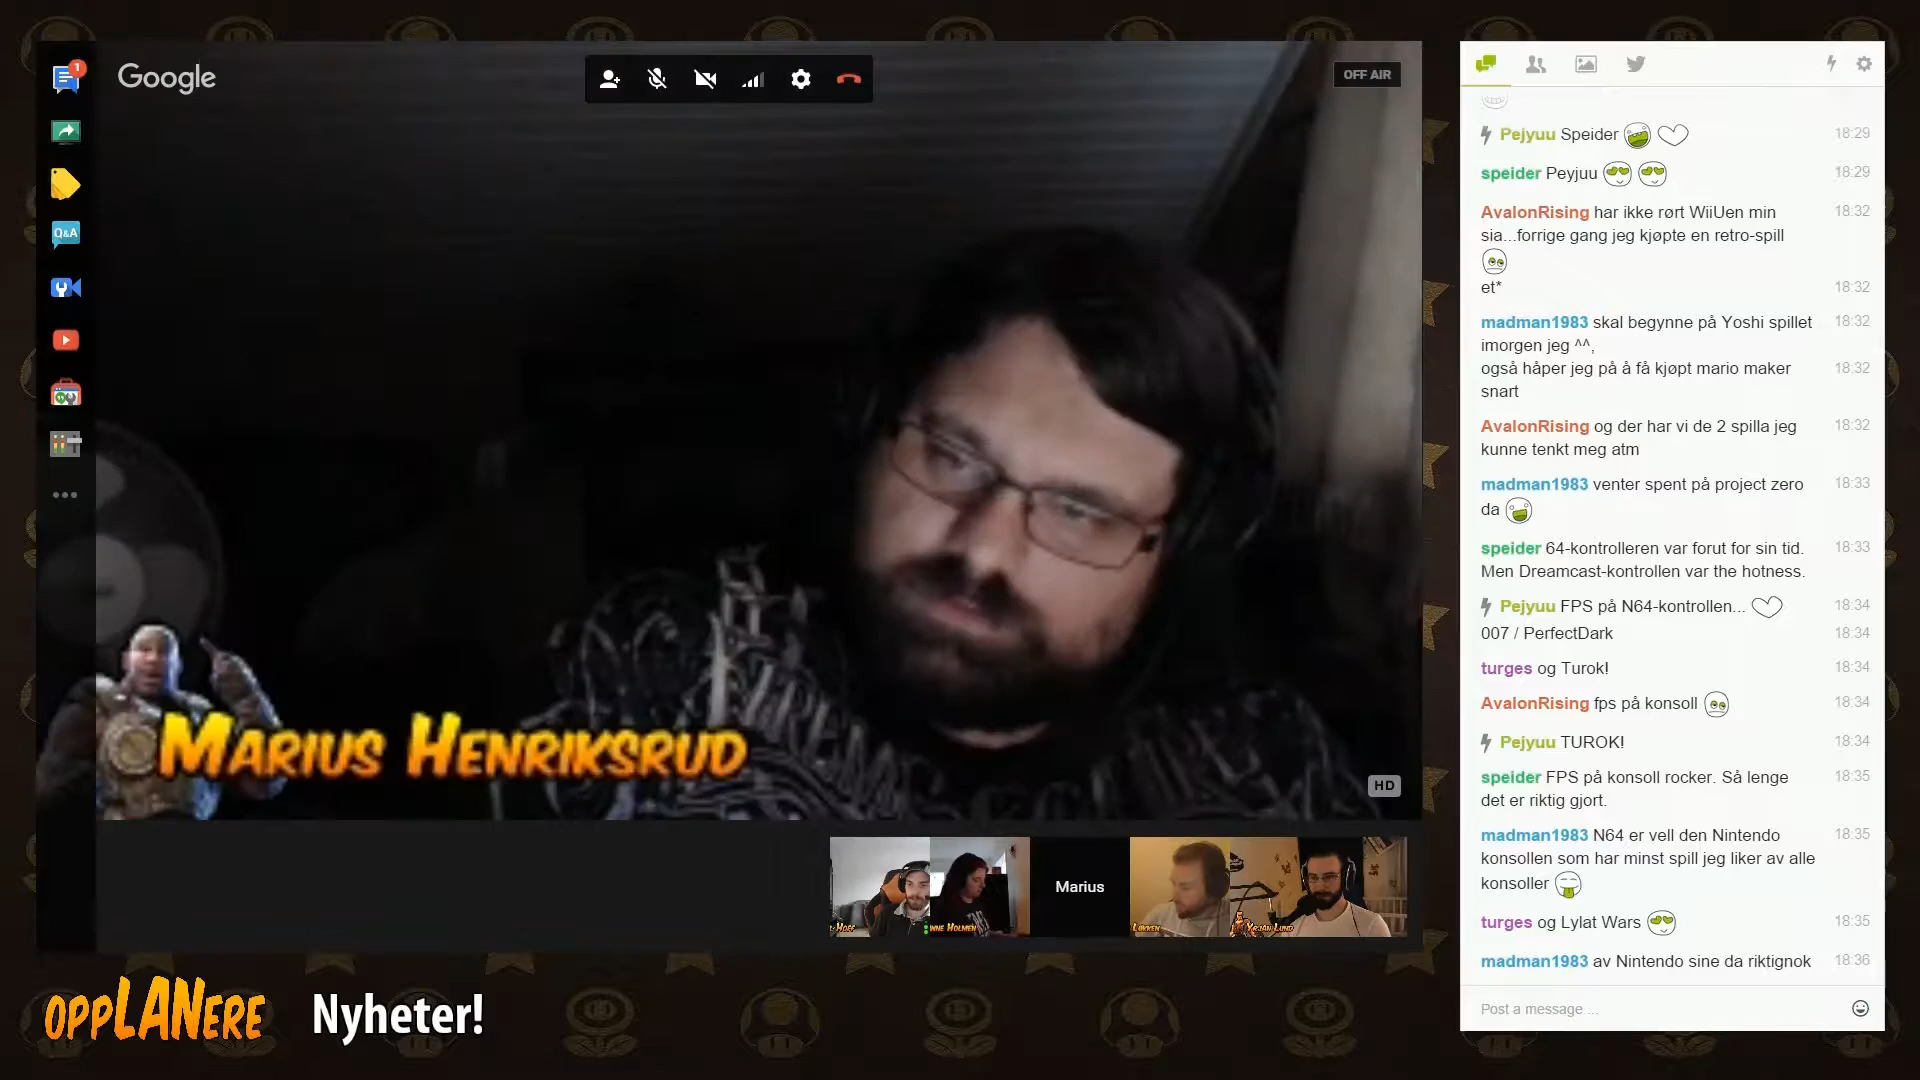 1
Google
OFF AIR
Q&A
MARIUS HENRIKSRUD
HD
HOFF
NNE HOLMEN
Marius
LØKKEN
ØRJAN LUND
OPPLANERE
Nyheter!
Pejyuu Speider 18:29
speider Peyjuu 18:29
AvalonRising har ikke rørt WiiUen min 18:32
sia...forrige gang jeg kjøpte en retro-spill
et* 18:32
madman1983 skal begynne på Yoshi spillet 18:32
imorgen jeg ^^,
også håper jeg på å få kjøpt mario maker 18:32
snart
AvalonRising og der har vi de 2 spilla jeg 18:32
kunne tenkt meg atm
madman1983 venter spent på project zero 18:33
da
speider 64-kontrolleren var forut for sin tid. 18:33
Men Dreamcast-kontrollen var the hotness.
Pejyuu FPS på N64-kontrollen... 18:34
007 / PerfectDark 18:34
turges og Turok! 18:34
AvalonRising fps på konsoll 18:34
Pejyuu TUROK! 18:34
speider FPS på konsoll rocker. Så lenge 18:35
det er riktig gjort.
madman1983 N64 er vell den Nintendo 18:35
konsollen som har minst spill jeg liker av alle
konsoller
turges og Lylat Wars 18:35
madman1983 av Nintendo sine da riktignok 18:36
Post a message ...